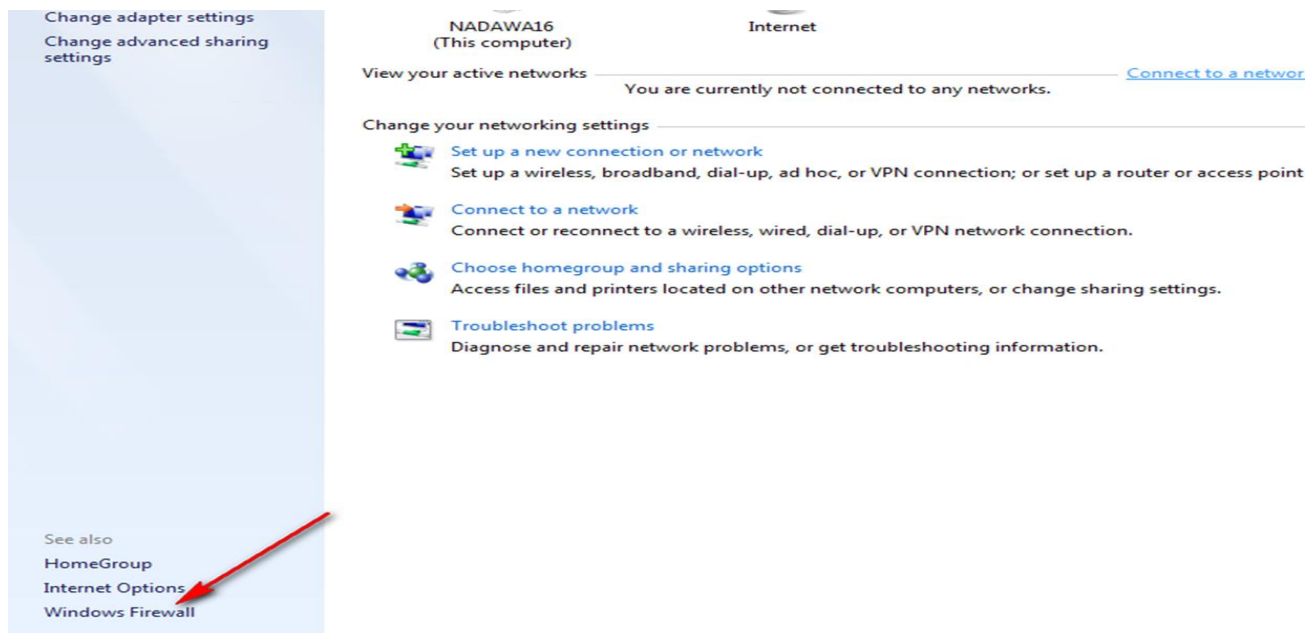 Change adapter settings
Change advanced sharing
settings
NADAWA16
(This computer)
Internet
View your active networks
Connect to a networ
You are currently not connected to any networks.
Change your networking settings
Set up a new connection or network
Set up a wireless, broadband, dial-up, ad hoc, or VPN connection; or set up a router or access point
Connect to a network
Connect or reconnect to a wireless, wired, dial-up, or VPN network connection.
Choose homegroup and sharing options
Access files and printers located on other network computers, or change sharing settings.
Troubleshoot problems
Diagnose and repair network problems, or get troubleshooting information.
See also
HomeGroup
Internet Options
Windows Firewall